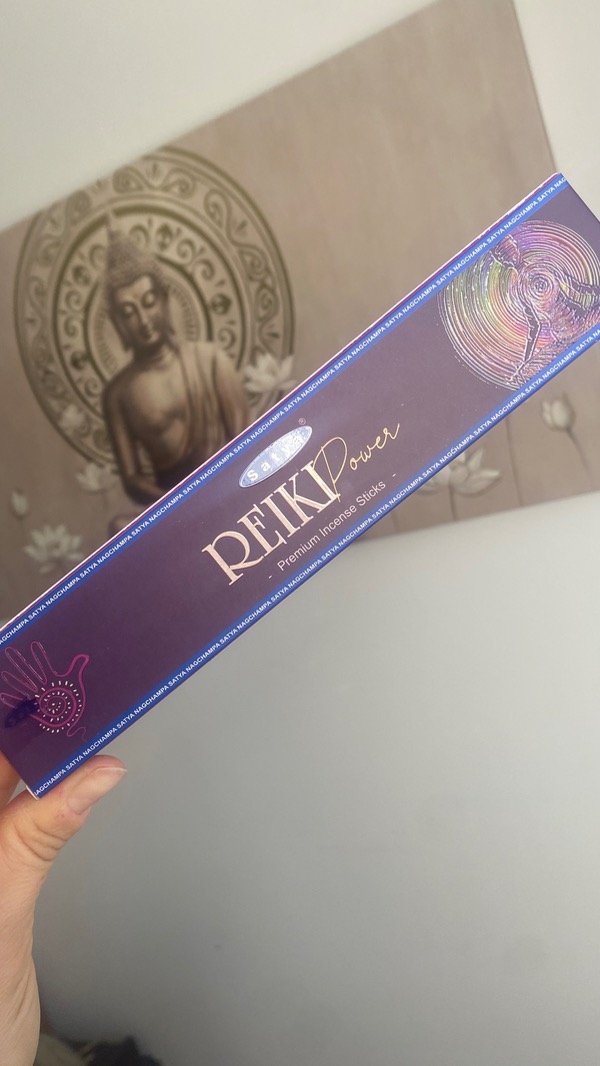 SATYA NAGCHAMPA SATYA NAGCHAMPA SATYA NAGCHAMPA SATYA NAGCHAMPA SATYA NAGCHAMPA SATYA NAGCHAMPA SATYA NAGCHAMPA
Satya®
REIKI Power
- Premium Incense Sticks -
NAGCHAMPA SATYA NAGCHAMPA SATYA NAGCHAMPA SATYA NAGCHAMPA SATYA NAGCHAMPA SATYA NAGCHAMPA SATYA NAGCHAMPA SATYA